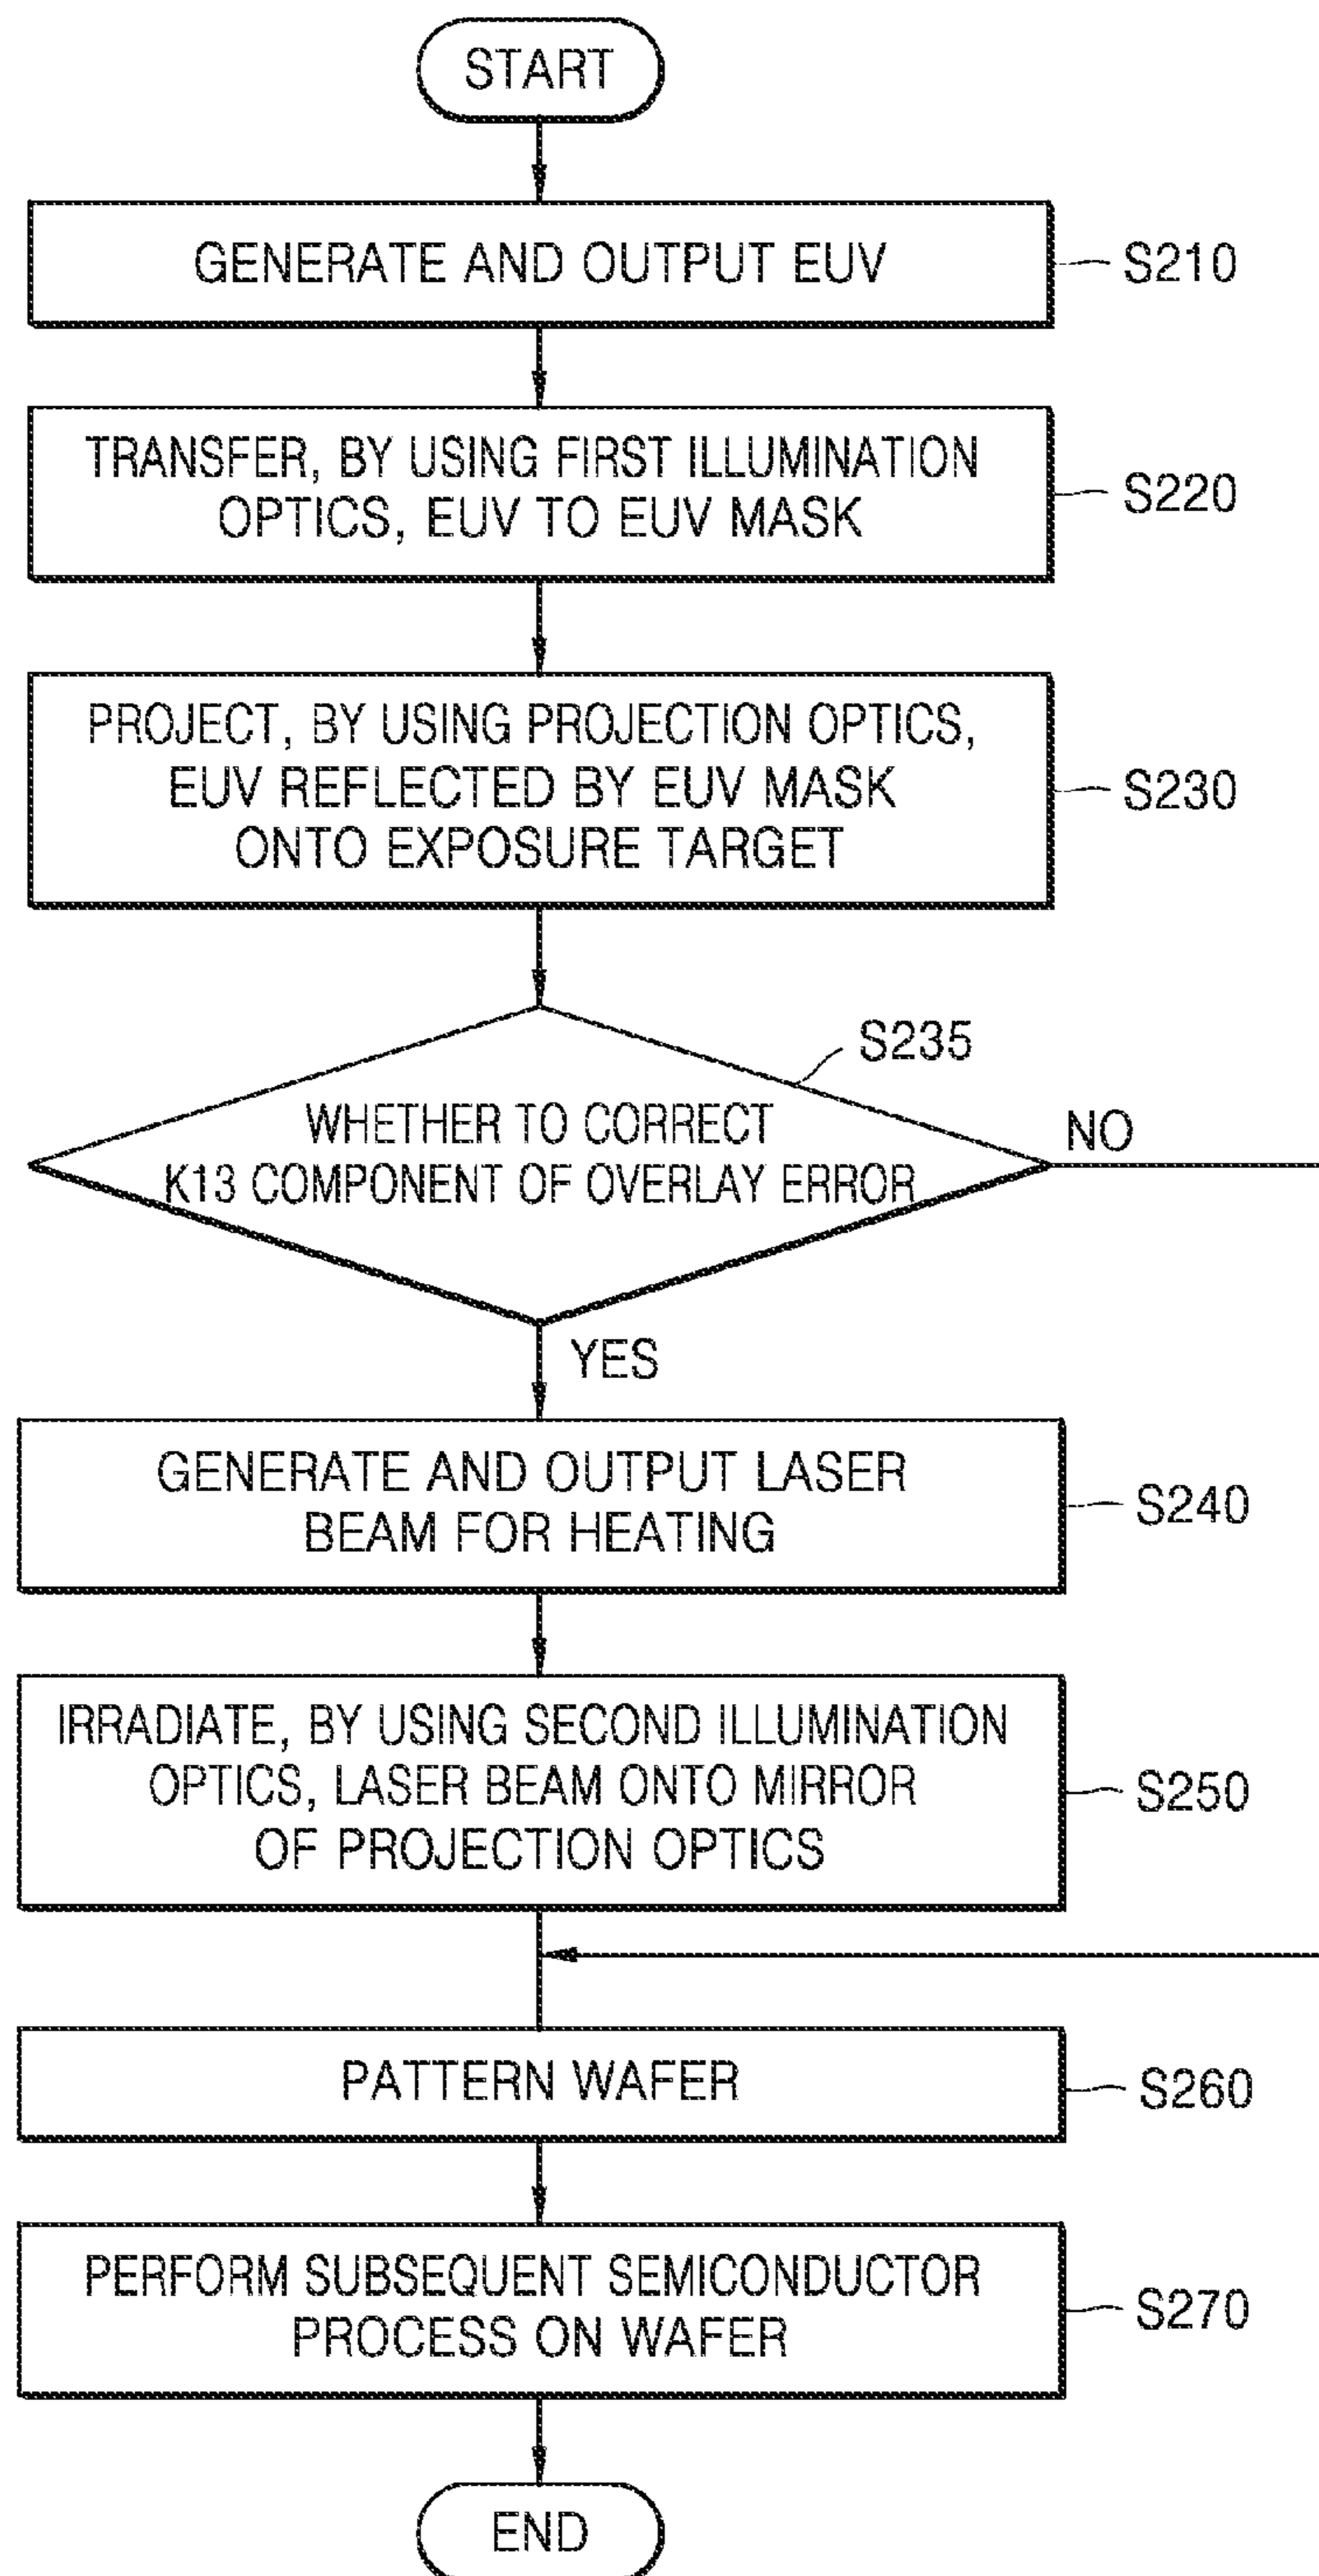 START
GENERATE AND OUTPUT EUV
S210
TRANSFER, BY USING FIRST ILLUMINATION
OPTICS, EUV TO EUV MASK
S220
PROJECT, BY USING PROJECTION OPTICS,
EUV REFLECTED BY EUV MASK
ONTO EXPOSURE TARGET
S230
S235
WHETHER TO CORRECT
K13 COMPONENT OF OVERLAY ERROR
NO
YES
GENERATE AND OUTPUT LASER
BEAM FOR HEATING
S240
IRRADIATE, BY USING SECOND ILLUMINATION
OPTICS, LASER BEAM ONTO MIRROR
OF PROJECTION OPTICS
S250
PATTERN WAFER
S260
PERFORM SUBSEQUENT SEMICONDUCTOR
PROCESS ON WAFER
S270
END